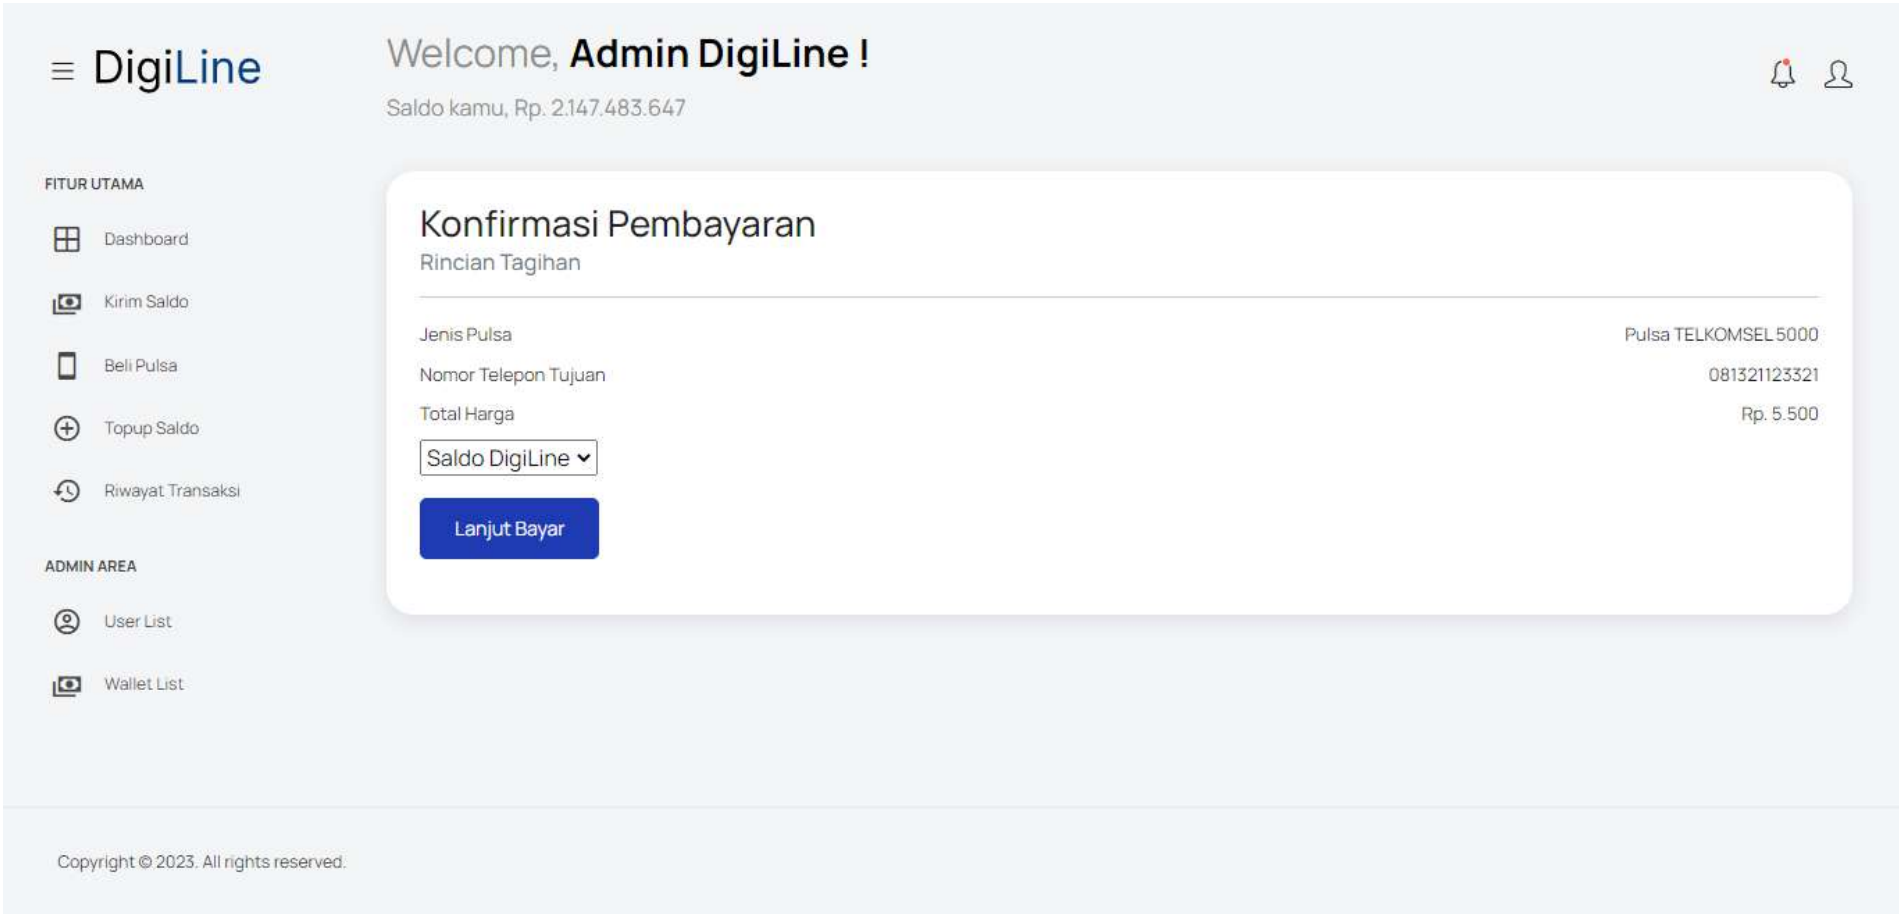 DigiLine
Welcome, Admin DigiLine !
Saldo kamu, Rp. 2.147.483.647
FITUR UTAMA
Dashboard
Kirim Saldo
Beli Pulsa
Topup Saldo
Riwayat Transaksi
ADMIN AREA
User List
Wallet List
Konfirmasi Pembayaran
Rincian Tagihan
Jenis Pulsa Pulsa TELKOMSEL 5000
Nomor Telepon Tujuan 081321123321
Total Harga Rp. 5.500
Saldo DigiLine
Lanjut Bayar
Copyright © 2023. All rights reserved.